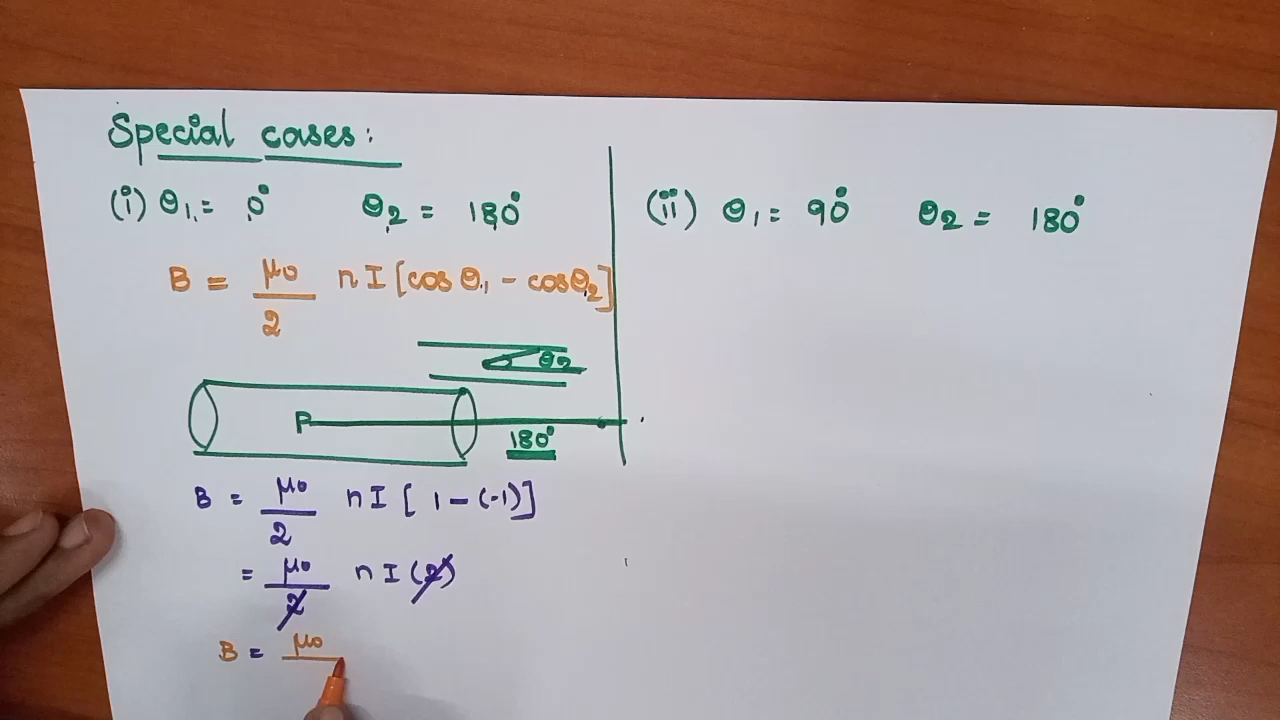 Special cases:
(i) θ₁ = 0° θ₂ = 180°
B = μ₀/2 nI [cos θ₁ - cos θ₂]
θ₂
P
180°
B = μ₀/2 nI [1 - (-1)]
= μ₀/2 nI (2)
B = μ₀
(ii) θ₁ = 90° θ₂ = 180°